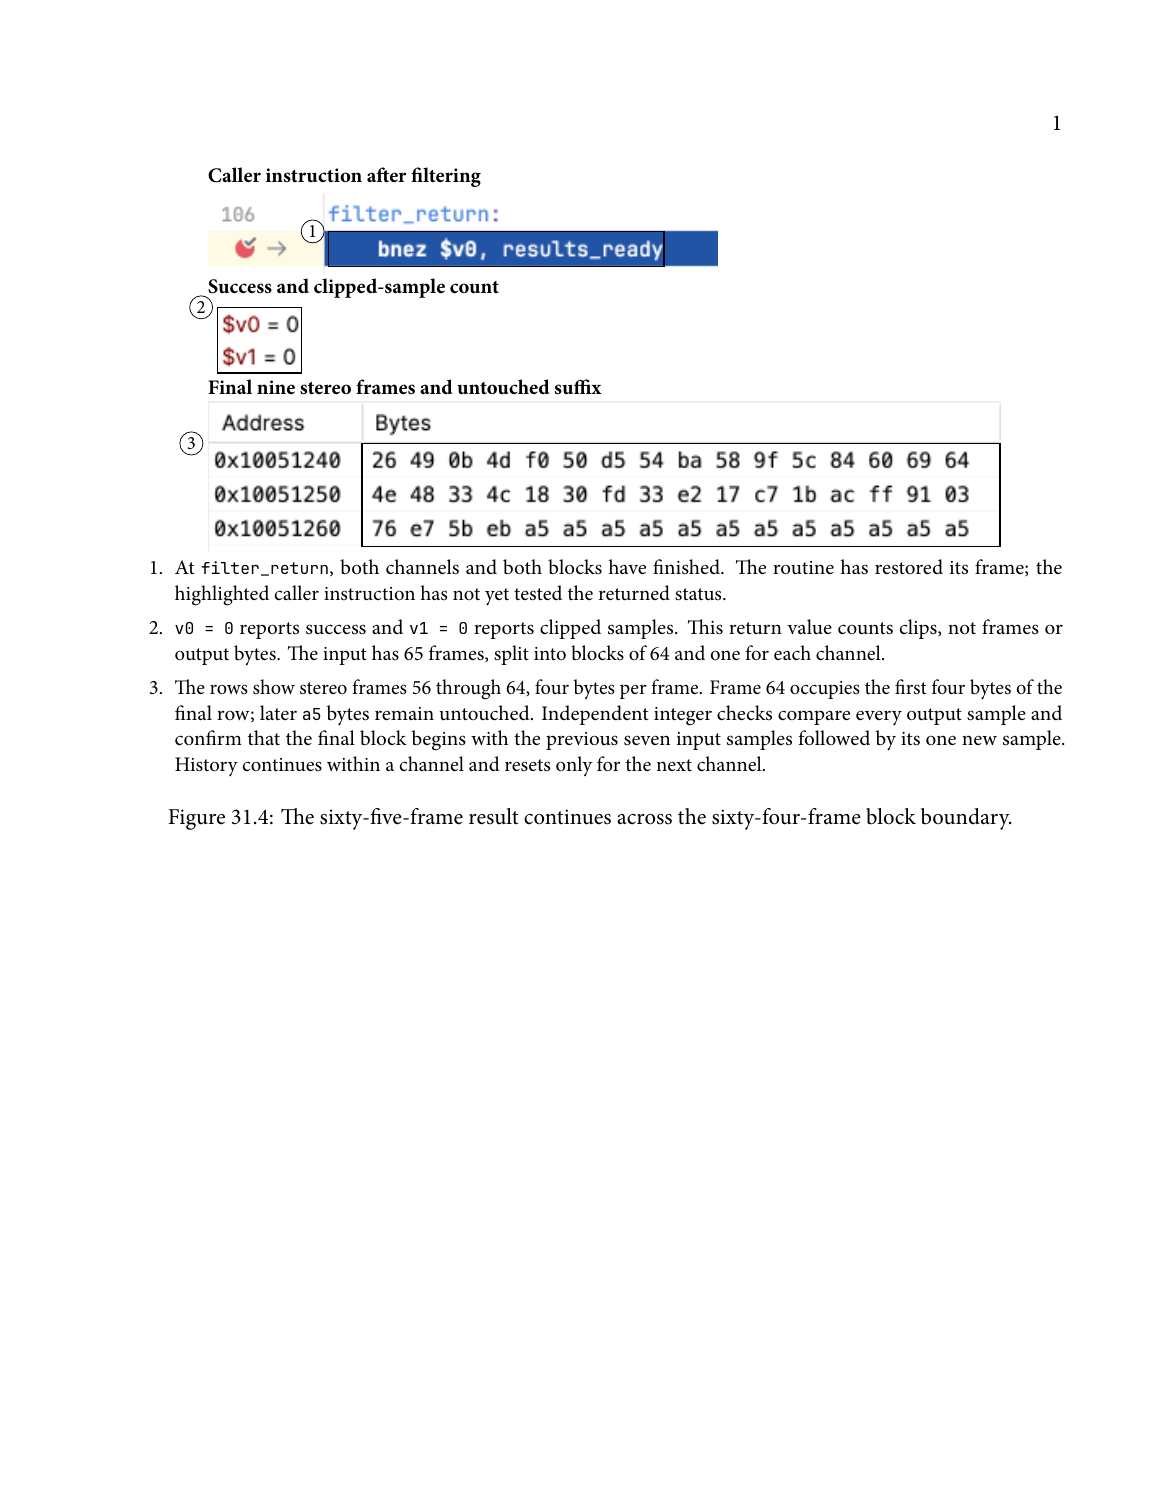 1
Caller instruction after filtering
106 filter_return:
1
bnez $v0, results_ready
Success and clipped-sample count
2
$v0 = 0
$v1 = 0
Final nine stereo frames and untouched suffix
Address Bytes
3
0x10051240 26 49 0b 4d f0 50 d5 54 ba 58 9f 5c 84 60 69 64
0x10051250 4e 48 33 4c 18 30 fd 33 e2 17 c7 1b ac ff 91 03
0x10051260 76 e7 5b eb a5 a5 a5 a5 a5 a5 a5 a5 a5 a5 a5 a5
1. At filter_return, both channels and both blocks have finished. The routine has restored its frame; the
highlighted caller instruction has not yet tested the returned status.
2. v0 = 0 reports success and v1 = 0 reports clipped samples. This return value counts clips, not frames or
output bytes. The input has 65 frames, split into blocks of 64 and one for each channel.
3. The rows show stereo frames 56 through 64, four bytes per frame. Frame 64 occupies the first four bytes of the
final row; later a5 bytes remain untouched. Independent integer checks compare every output sample and
confirm that the final block begins with the previous seven input samples followed by its one new sample.
History continues within a channel and resets only for the next channel.
Figure 31.4: The sixty-five-frame result continues across the sixty-four-frame block boundary.